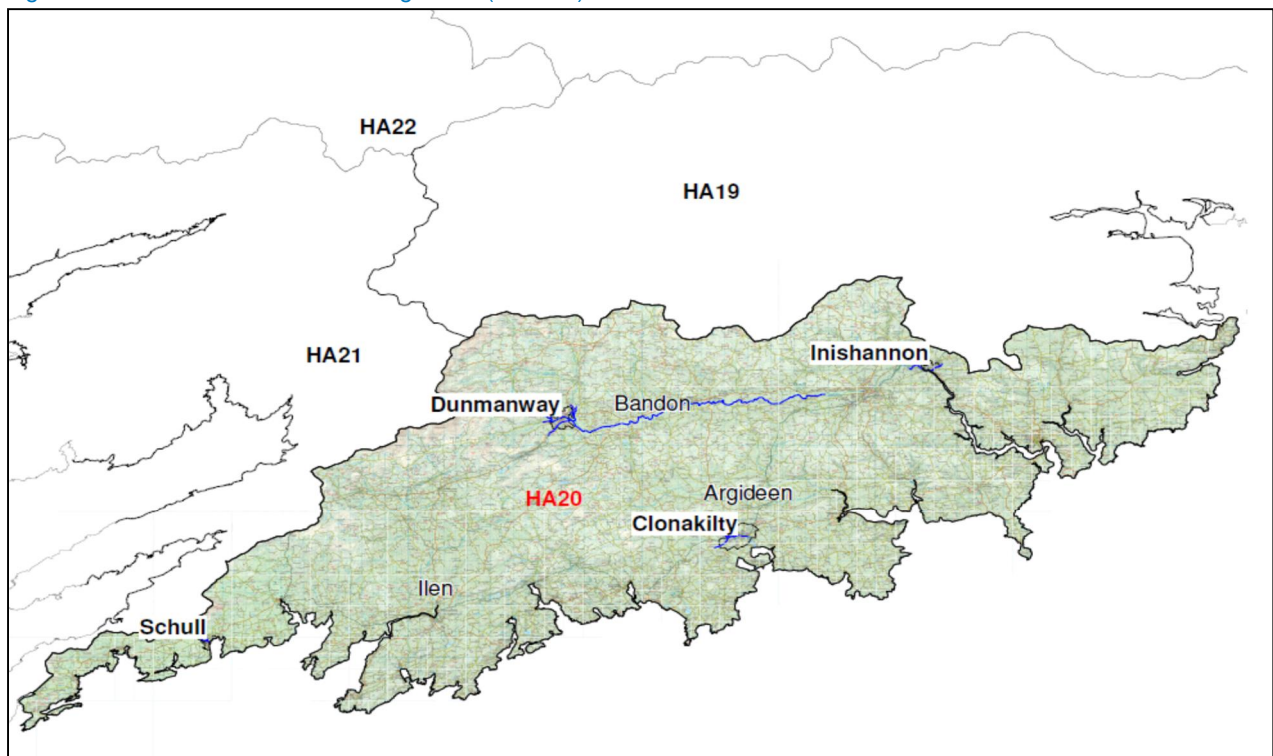 HA22
HA19
HA21
Inishannon
Dunmanway
Bandon
HA20
Argideen
Clonakilty
Ilen
Schull